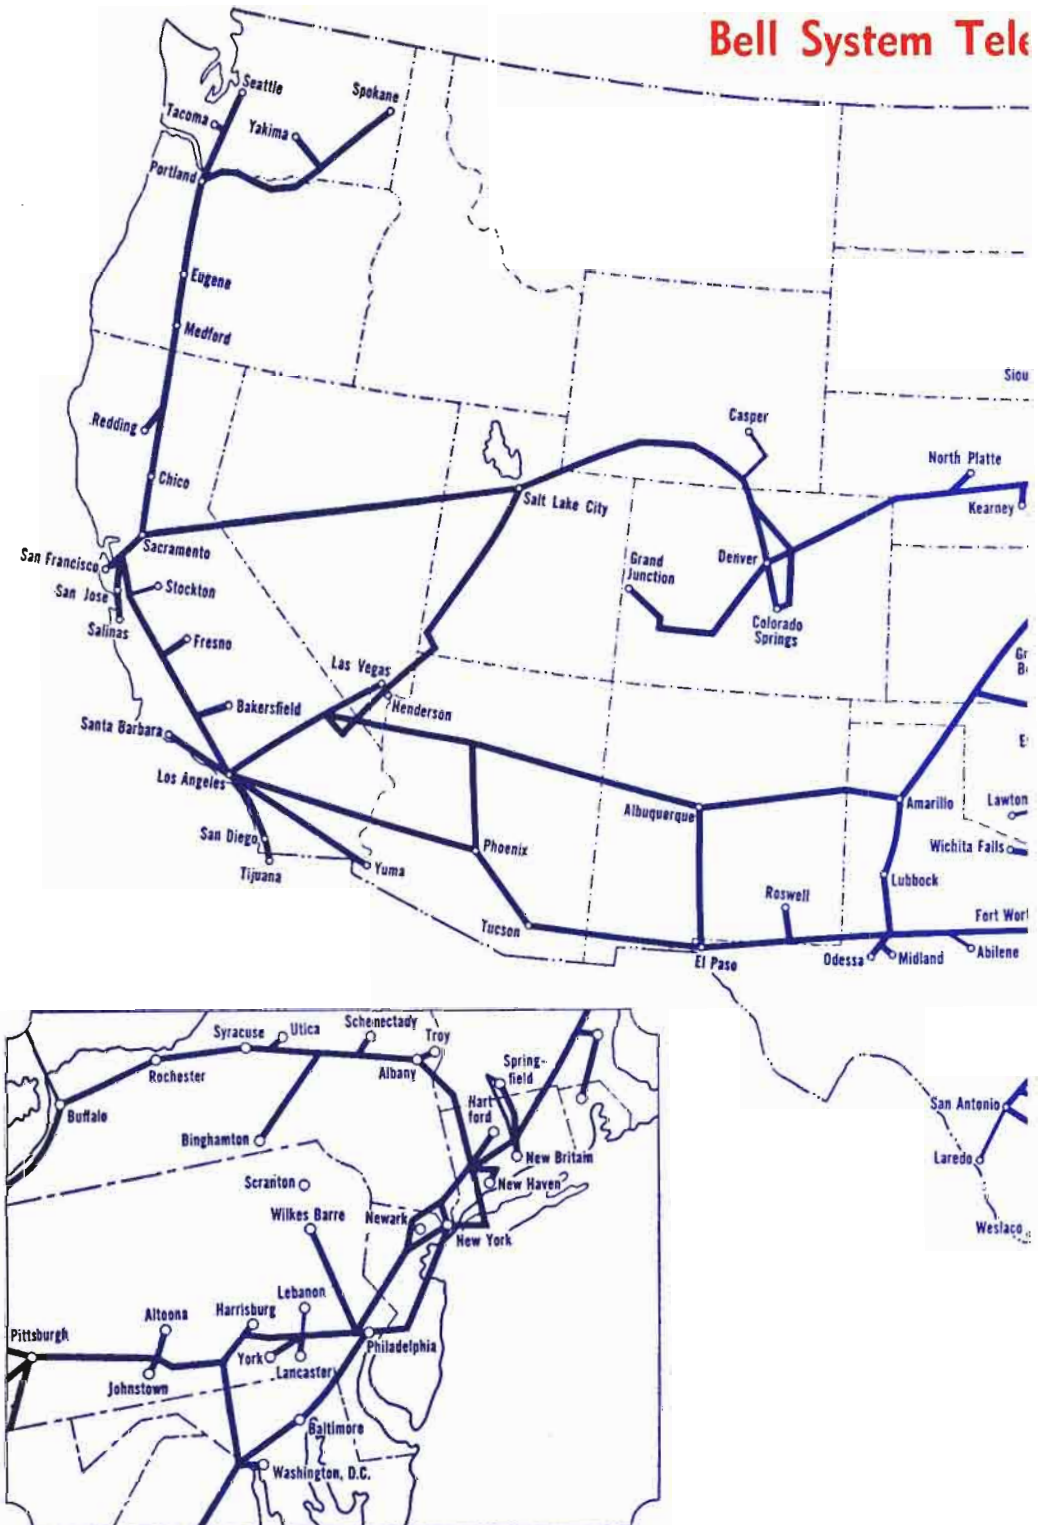 Bell System Tele
Seattle
Spokane
Tacoma
Yakima
Portland
Eugene
Medford
Siou
Redding
Casper
North Platte
Chico
Salt Lake City
Kearney
Sacramento
San Francisco
Grand
Junction
Denver
San Jose
Stockton
Salinas
Colorado
Springs
Fresno
Gr
B
Las Vegas
Henderson
Bakersfield
Santa Barbara
Los Angeles
Albuquerque
Amarillo
Lawton
San Diego
Phoenix
Wichita Falls
Tijuana
Yuma
Lubbock
Roswell
Tucson
Fort Wor
El Paso
Odessa
Midland
Abilene
San Antonio
Laredo
Weslaco
Syracuse
Utica
Schenectady
Troy
Rochester
Albany
Spring-
field
Buffalo
Hart
ford
Binghamton
New Britain
Scranton
New Haven
Wilkes Barre
Newark
New York
Lebanon
Altoona
Harrisburg
Pittsburgh
York
Lancaster
Philadelphia
Johnstown
Baltimore
Washington, D.C.